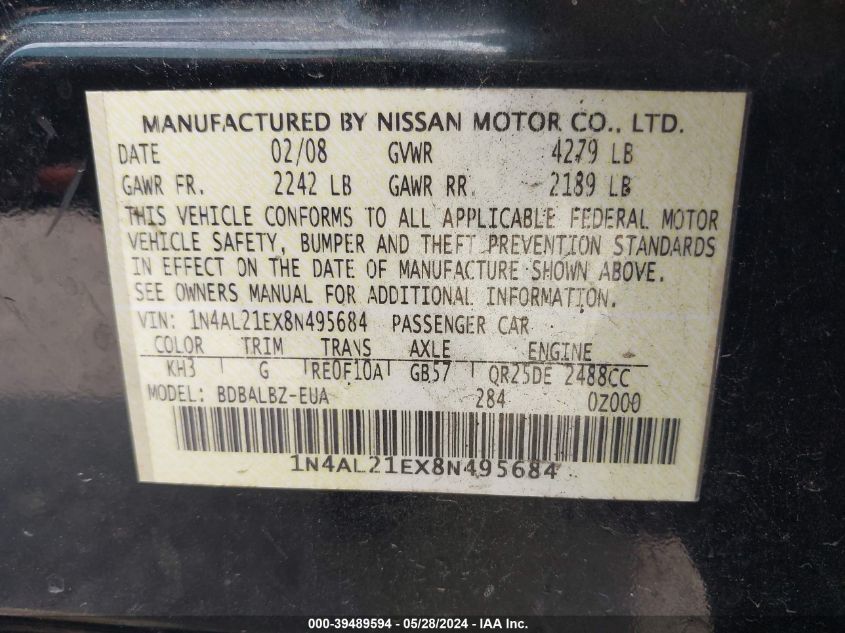 MANUFACTURED BY NISSAN MOTOR CO., LTD.
DATE 02/08 GVWR 4279 LB
GAWR FR. 2242 LB GAWR RR. 2189 LB
THIS VEHICLE CONFORMS TO ALL APPLICABLE FEDERAL MOTOR
VEHICLE SAFETY, BUMPER AND THEFT PREVENTION STANDARDS
IN EFFECT ON THE DATE OF MANUFACTURE SHOWN ABOVE.
SEE OWNERS MANUAL FOR ADDITIONAL INFORMATION.
VIN: 1N4AL21EX8N495684 PASSENGER CAR
COLOR TRIM TRANS AXLE ENGINE
KH3 G RE0F10A GB57 QR25DE 2488CC
MODEL: BDBALBZ-EUA 284 0Z000
1N4AL21EX8N495684
000-39489594 - 05/28/2024 - IAA Inc.